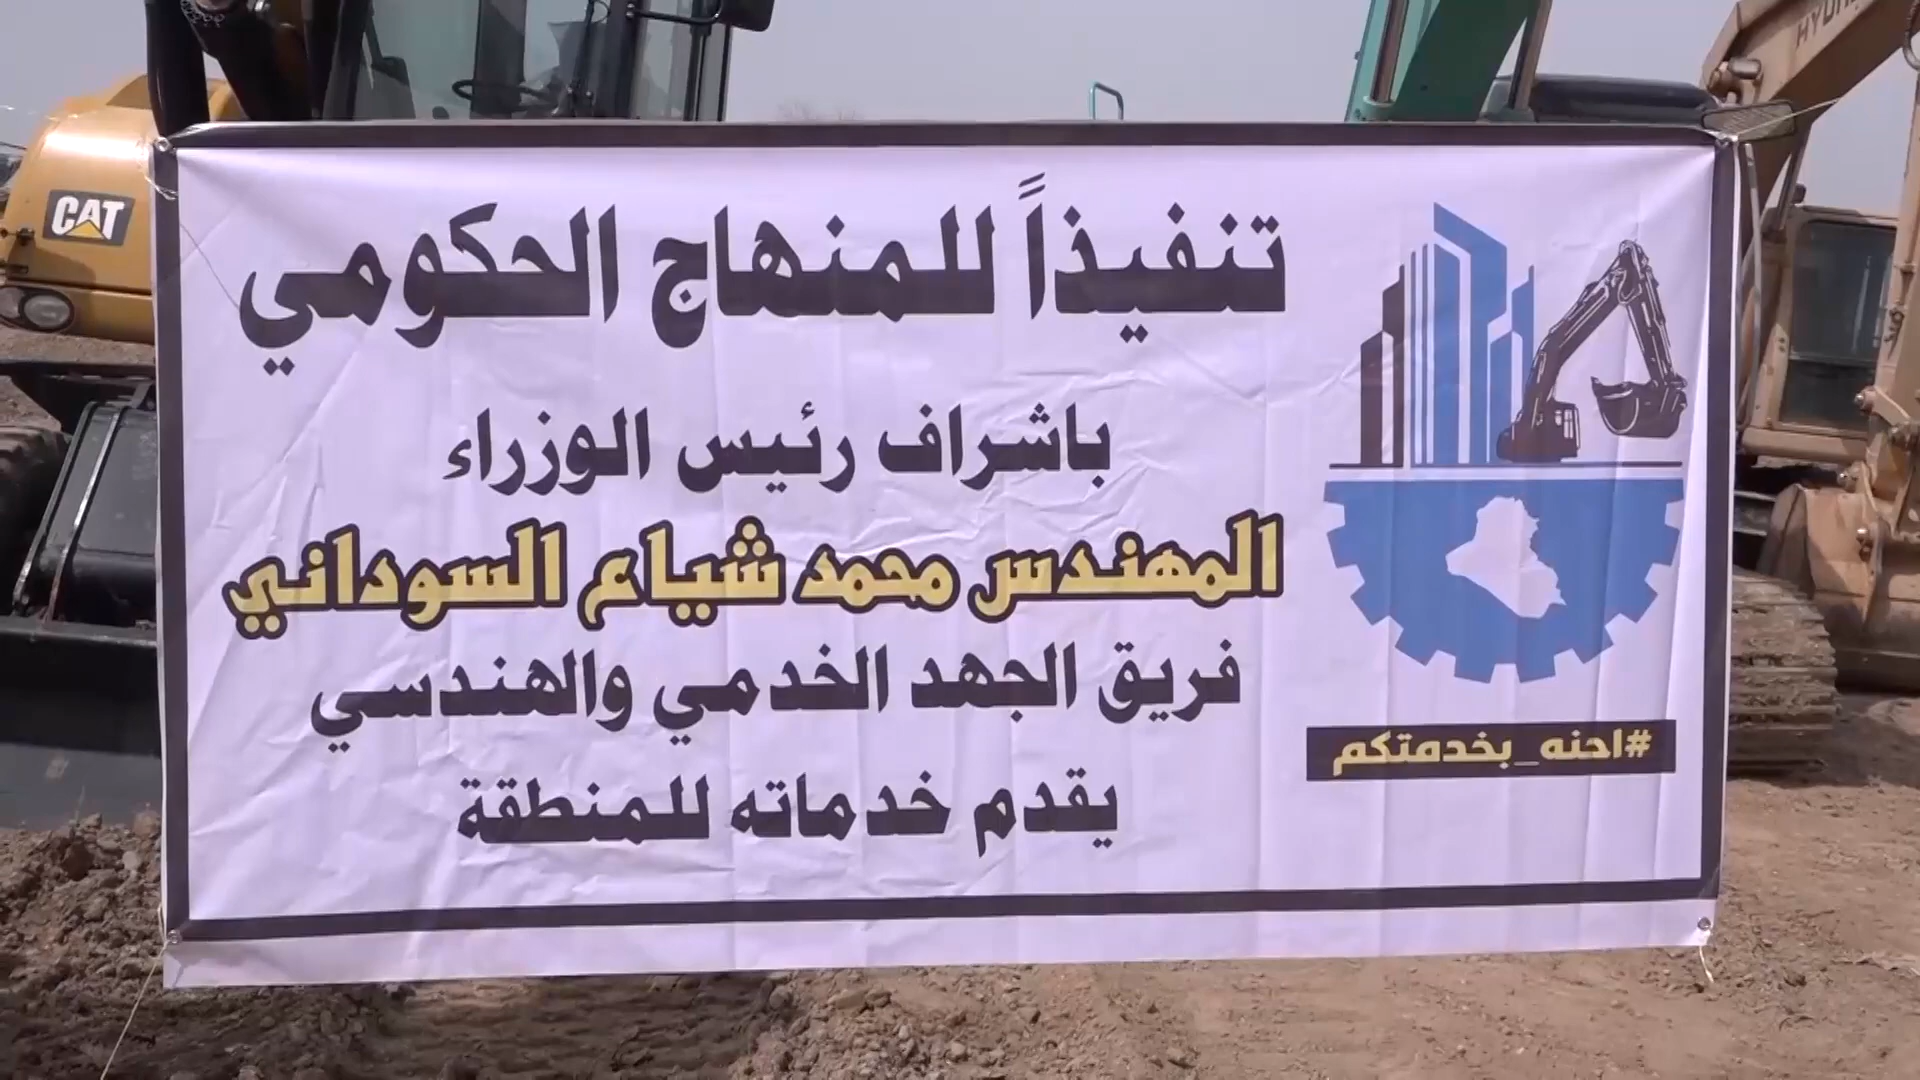 تنفيذاً للمنهاج الحكومي
باشراف رئيس الوزراء
المهندس محمد شياع السوداني
فريق الجهد الخدمي والهندسي
يقدم خدماته للمنطقة
#احنه_بخدمتكم
CAT